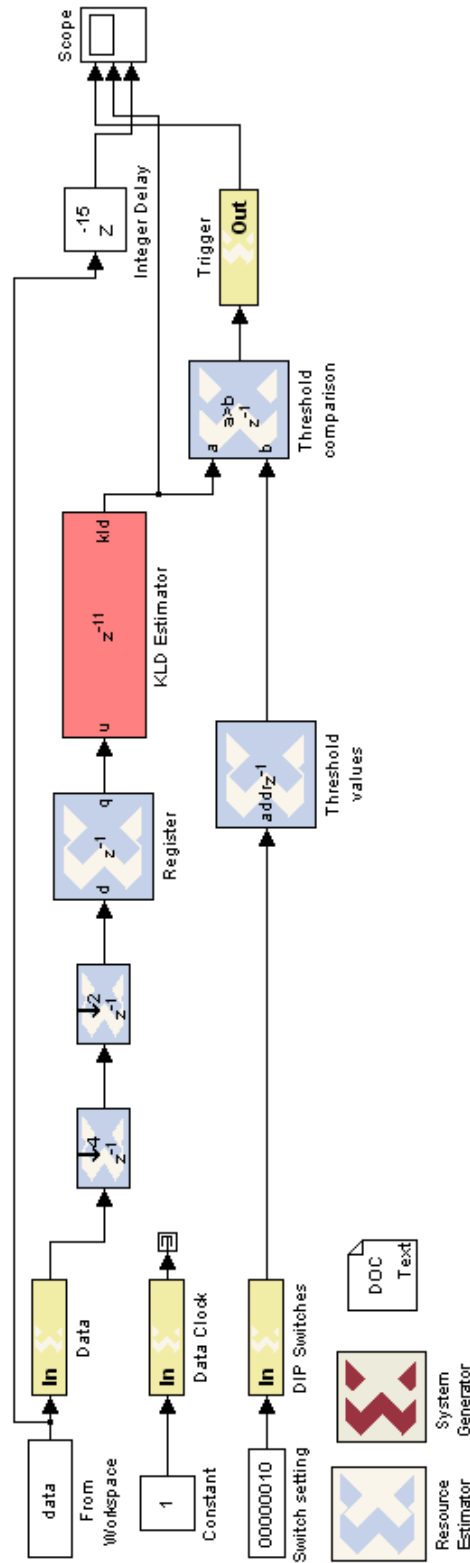 data
From
Workspace
In
Data
↓4
z⁻¹
↓2
z⁻¹
d
z⁻¹
q
Register
u
z⁻¹¹
kld
KLD Estimator
-15
Z
Integer Delay
Scope
1
Constant
In
Data Clock
00000010
Switch setting
In
DIP Switches
addr
z⁻¹
Threshold
values
a
b
a>b
z⁻¹
Threshold
comparison
Out
Trigger
Resource
Estimator
System
Generator
DOC
Text